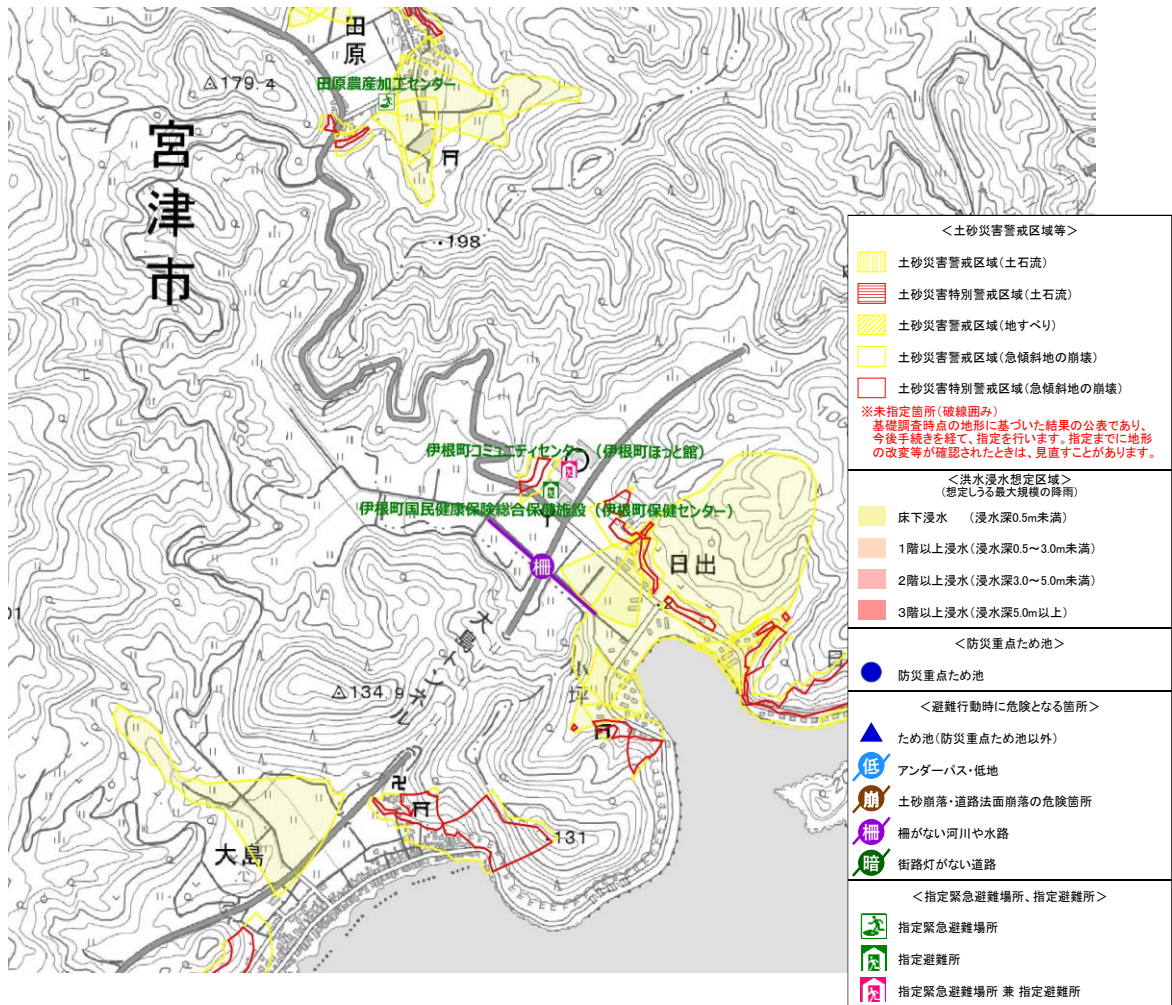 田原
田原農産加工センター
179.4
宮津市
198
伊根町コミュニティセンター（伊根町ほっと館）
伊根町国民健康保険総合保健施設（伊根町保健センター）
柵
日出
2
大島トンネル
小坪
134.9
大島
131
01
＜土砂災害警戒区域等＞
土砂災害警戒区域（土石流）
土砂災害特別警戒区域（土石流）
土砂災害警戒区域（地すべり）
土砂災害警戒区域（急傾斜地の崩壊）
土砂災害特別警戒区域（急傾斜地の崩壊）
※未指定箇所（破線囲み）
基礎調査時点の地形に基づいた結果の公表であり、
今後手続きを経て、指定を行います。指定までに地形
の改変等が確認されたときは、見直すことがあります。
＜洪水浸水想定区域＞
（想定しうる最大規模の降雨）
床下浸水　（浸水深0.5m未満）
1階以上浸水（浸水深0.5～3.0m未満）
2階以上浸水（浸水深3.0～5.0m未満）
3階以上浸水（浸水深5.0m以上）
＜防災重点ため池＞
防災重点ため池
＜避難行動時に危険となる箇所＞
ため池（防災重点ため池以外）
低 アンダーパス・低地
崩 土砂崩落・道路法面崩落の危険箇所
柵 柵がない河川や水路
暗 街路灯がない道路
＜指定緊急避難場所、指定避難所＞
指定緊急避難場所
指定避難所
指定緊急避難場所 兼 指定避難所